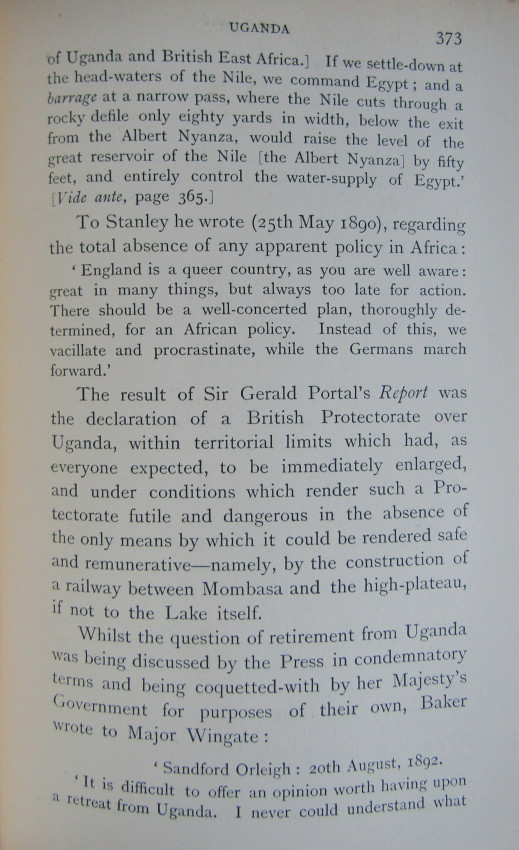 UGANDA
373
of Uganda and British East Africa.] If we settle-down at
the head-waters of the Nile, we command Egypt ; and a
barrage at a narrow pass, where the Nile cuts through a
rocky defile only eighty yards in width, below the exit
from the Albert Nyanza, would raise the level of the
great reservoir of the Nile [the Albert Nyanza] by fifty
feet, and entirely control the water-supply of Egypt.'
[Vide ante, page 365.]
To Stanley he wrote (25th May 1890), regarding
the total absence of any apparent policy in Africa :
' England is a queer country, as you are well aware :
great in many things, but always too late for action.
There should be a well-concerted plan, thoroughly de-
termined, for an African policy. Instead of this, we
vacillate and procrastinate, while the Germans march
forward.'
The result of Sir Gerald Portal's Report was
the declaration of a British Protectorate over
Uganda, within territorial limits which had, as
everyone expected, to be immediately enlarged,
and under conditions which render such a Pro-
tectorate futile and dangerous in the absence of
the only means by which it could be rendered safe
and remunerative—namely, by the construction of
a railway between Mombasa and the high-plateau,
if not to the Lake itself.
Whilst the question of retirement from Uganda
was being discussed by the Press in condemnatory
terms and being coquetted-with by her Majesty's
Government for purposes of their own, Baker
wrote to Major Wingate :
' Sandford Orleigh : 20th August, 1892.
' It is difficult to offer an opinion worth having upon
a retreat from Uganda. I never could understand what